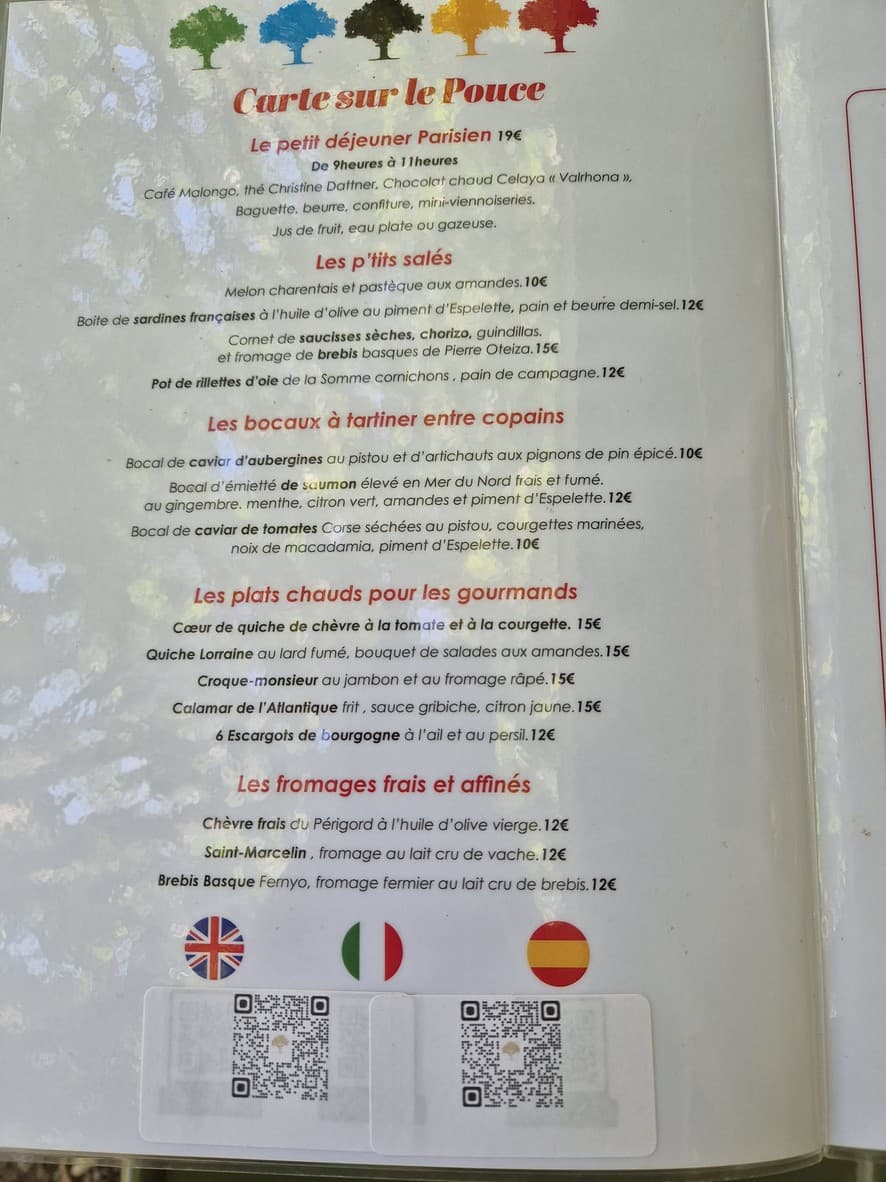 Carte sur le Pouce
Le petit déjeuner Parisien 19€
De 9heures à 11heures
Café Malongo, thé Christine Dattner, Chocolat chaud Celaya « Valrhona »,
Baguette, beurre, confiture, mini-viennoiseries.
Jus de fruit, eau plate ou gazeuse.
Les p'tits salés
Melon charentais et pastèque aux amandes.10€
Boite de sardines françaises à l'huile d'olive au piment d'Espelette, pain et beurre demi-sel.12€
Cornet de saucisses sèches, chorizo, guindillas.
et fromage de brebis basques de Pierre Oteiza.15€
Pot de rillettes d'oie de la Somme cornichons , pain de campagne.12€
Les bocaux à tartiner entre copains
Bocal de caviar d'aubergines au pistou et d'artichauts aux pignons de pin épicé.10€
Bocal d'émietté de saumon élevé en Mer du Nord frais et fumé.
au gingembre. menthe, citron vert, amandes et piment d'Espelette.12€
Bocal de caviar de tomates Corse séchées au pistou, courgettes marinées,
noix de macadamia, piment d'Espelette.10€
Les plats chauds pour les gourmands
Cœur de quiche de chèvre à la tomate et à la courgette. 15€
Quiche Lorraine au lard fumé, bouquet de salades aux amandes.15€
Croque-monsieur au jambon et au fromage râpé.15€
Calamar de l'Atlantique frit , sauce gribiche, citron jaune.15€
6 Escargots de bourgogne à l'ail et au persil.12€
Les fromages frais et affinés
Chèvre frais du Périgord à l'huile d'olive vierge.12€
Saint-Marcelin , fromage au lait cru de vache.12€
Brebis Basque Fernyo, fromage fermier au lait cru de brebis.12€